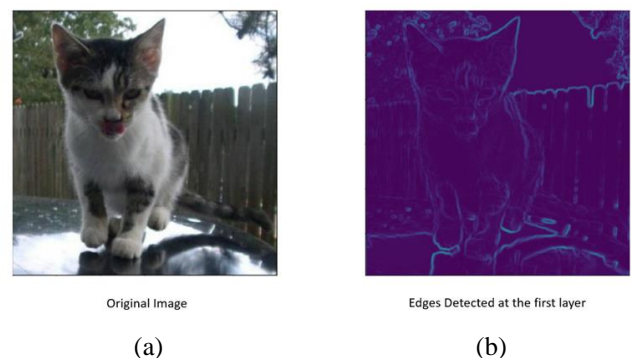 Original Image
Edges Detected at the first layer
(a)
(b)